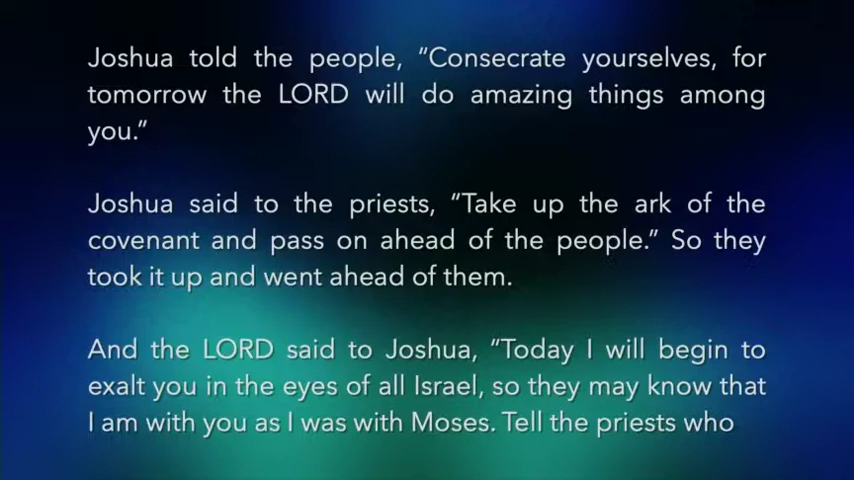 Joshua told the people, “Consecrate yourselves, for
tomorrow the LORD will do amazing things among
you.”
Joshua said to the priests, “Take up the ark of the
covenant and pass on ahead of the people.” So they
took it up and went ahead of them.
And the LORD said to Joshua, “Today I will begin to
exalt you in the eyes of all Israel, so they may know that
I am with you as I was with Moses. Tell the priests who